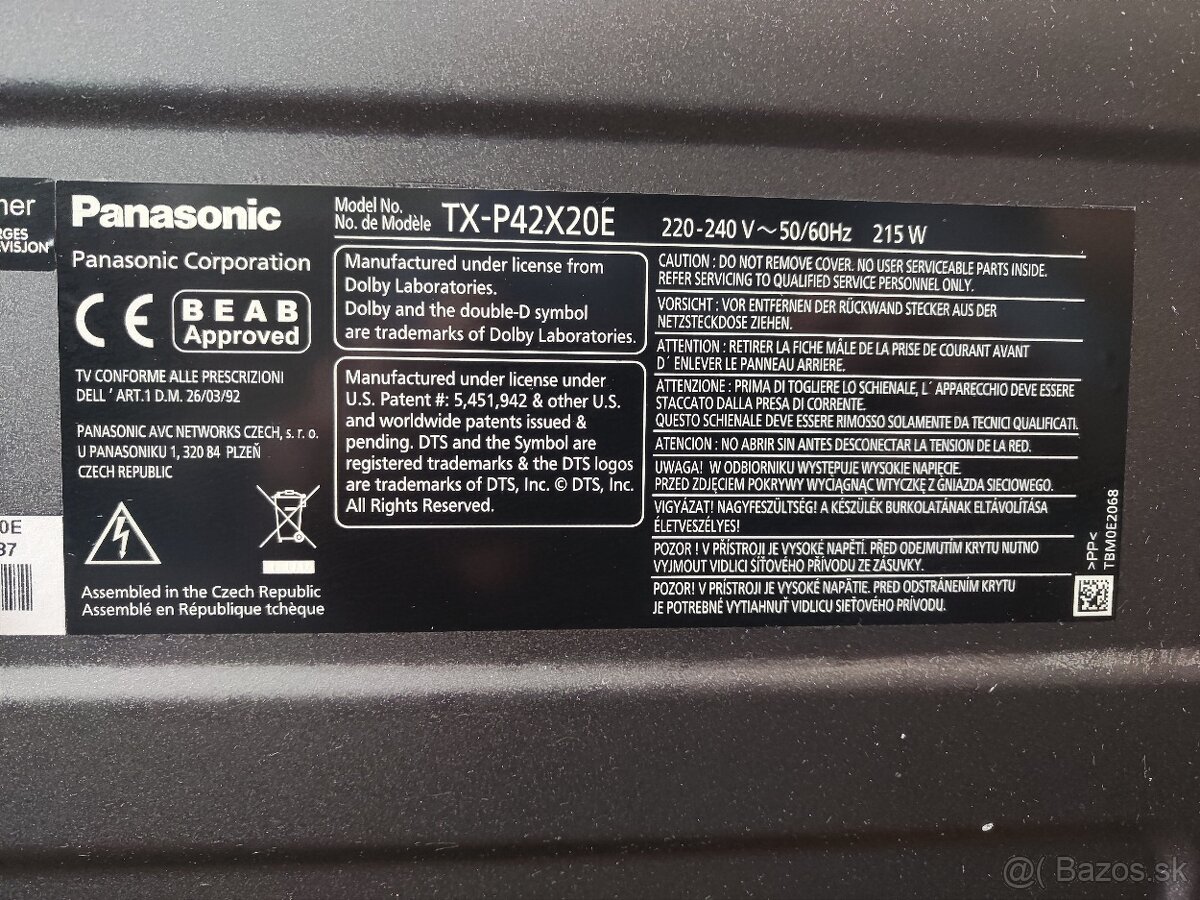 Panasonic
Panasonic Corporation
CE
BEAB
Approved
TV CONFORME ALLE PRESCRIZIONI
DELL´ART.1 D.M. 26/03/92
PANASONIC AVC NETWORKS CZECH, s. r. o.
U PANASONIKU 1, 320 84 PLZEŇ
CZECH REPUBLIC
Assembled in the Czech Republic
Assemblé en République tchèque
Model No.
No. de Modèle TX-P42X20E
220-240 V～50/60Hz 215 W
Manufactured under license from
Dolby Laboratories.
Dolby and the double-D symbol
are trademarks of Dolby Laboratories.
Manufactured under license under
U.S. Patent #: 5,451,942 & other U.S.
and worldwide patents issued &
pending. DTS and the Symbol are
registered trademarks & the DTS logos
are trademarks of DTS, Inc. © DTS, Inc.
All Rights Reserved.
CAUTION : DO NOT REMOVE COVER. NO USER SERVICEABLE PARTS INSIDE.
REFER SERVICING TO QUALIFIED SERVICE PERSONNEL ONLY.
VORSICHT : VOR ENTFERNEN DER RÜCKWAND STECKER AUS DER
NETZSTECKDOSE ZIEHEN.
ATTENTION : RETIRER LA FICHE MÂLE DE LA PRISE DE COURANT AVANT
D´ENLEVER LE PANNEAU ARRIERE.
ATTENZIONE : PRIMA DI TOGLIERE LO SCHIENALE, L´APPARECCHIO DEVE ESSERE
STACCATO DALLA PRESA DI CORRENTE.
QUESTO SCHIENALE DEVE ESSERE RIMOSSO SOLAMENTE DA TECNICI QUALIFICATI.
ATENCION : NO ABRIR SIN ANTES DESCONECTAR LA TENSION DE LA RED.
UWAGA! W ODBIORNIKU WYSTĘPUJE WYSOKIE NAPIĘCIE.
PRZED ZDJĘCIEM POKRYWY WYCIĄGNĄĆ WTYCZKĘ Z GNIAZDA SIECIOWEGO.
VIGYÁZAT! NAGYFESZÜLTSÉG! A KÉSZÜLÉK BURKOLATÁNAK ELTÁVOLÍTÁSA
ÉLETVESZÉLYES!
POZOR ! V PŘÍSTROJI JE VYSOKÉ NAPĚTÍ. PŘED ODEJMUTÍM KRYTU NUTNO
VYJMOUT VIDLICI SÍŤOVÉHO PŘÍVODU ZE ZÁSUVKY.
POZOR! V PRÍSTROJI JE VYSOKÉ NAPÄTIE. PRED ODSTRÁNENÍM KRYTU
JE POTREBNÉ VYTIAHNUŤ VIDLICU SIEŤOVÉHO PRÍVODU.
>PP<
TBM0E2068
@( Bazos.sk